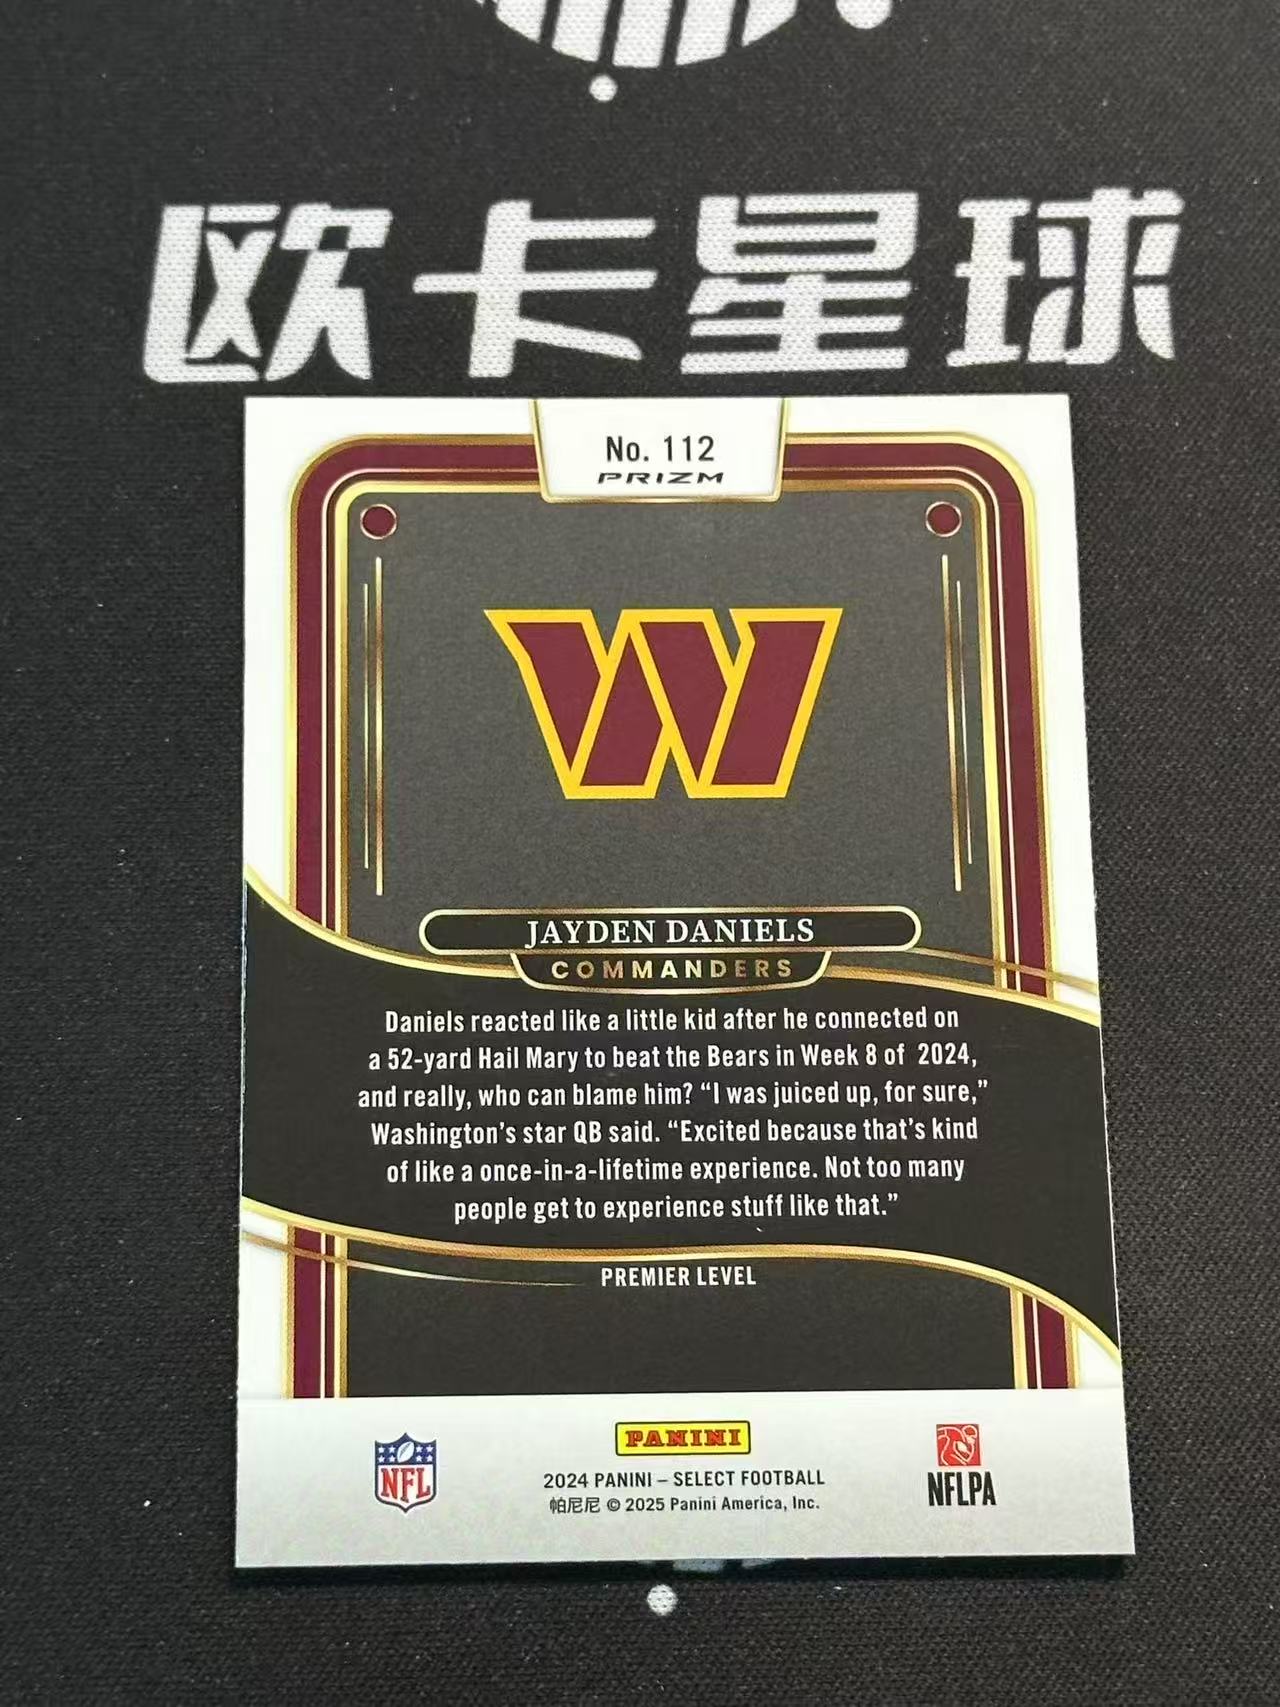 欧卡星球
No. 112
PRIZM
W
JAYDEN DANIELS
COMMANDERS
Daniels reacted like a little kid after he connected on
a 52-yard Hail Mary to beat the Bears in Week 8 of 2024,
and really, who can blame him? “I was juiced up, for sure,”
Washington’s star QB said. “Excited because that’s kind
of like a once-in-a-lifetime experience. Not too many
people get to experience stuff like that.”
PREMIER LEVEL
PANINI
NFL
2024 PANINI – SELECT FOOTBALL
帕尼尼 © 2025 Panini America, Inc.
NFLPA